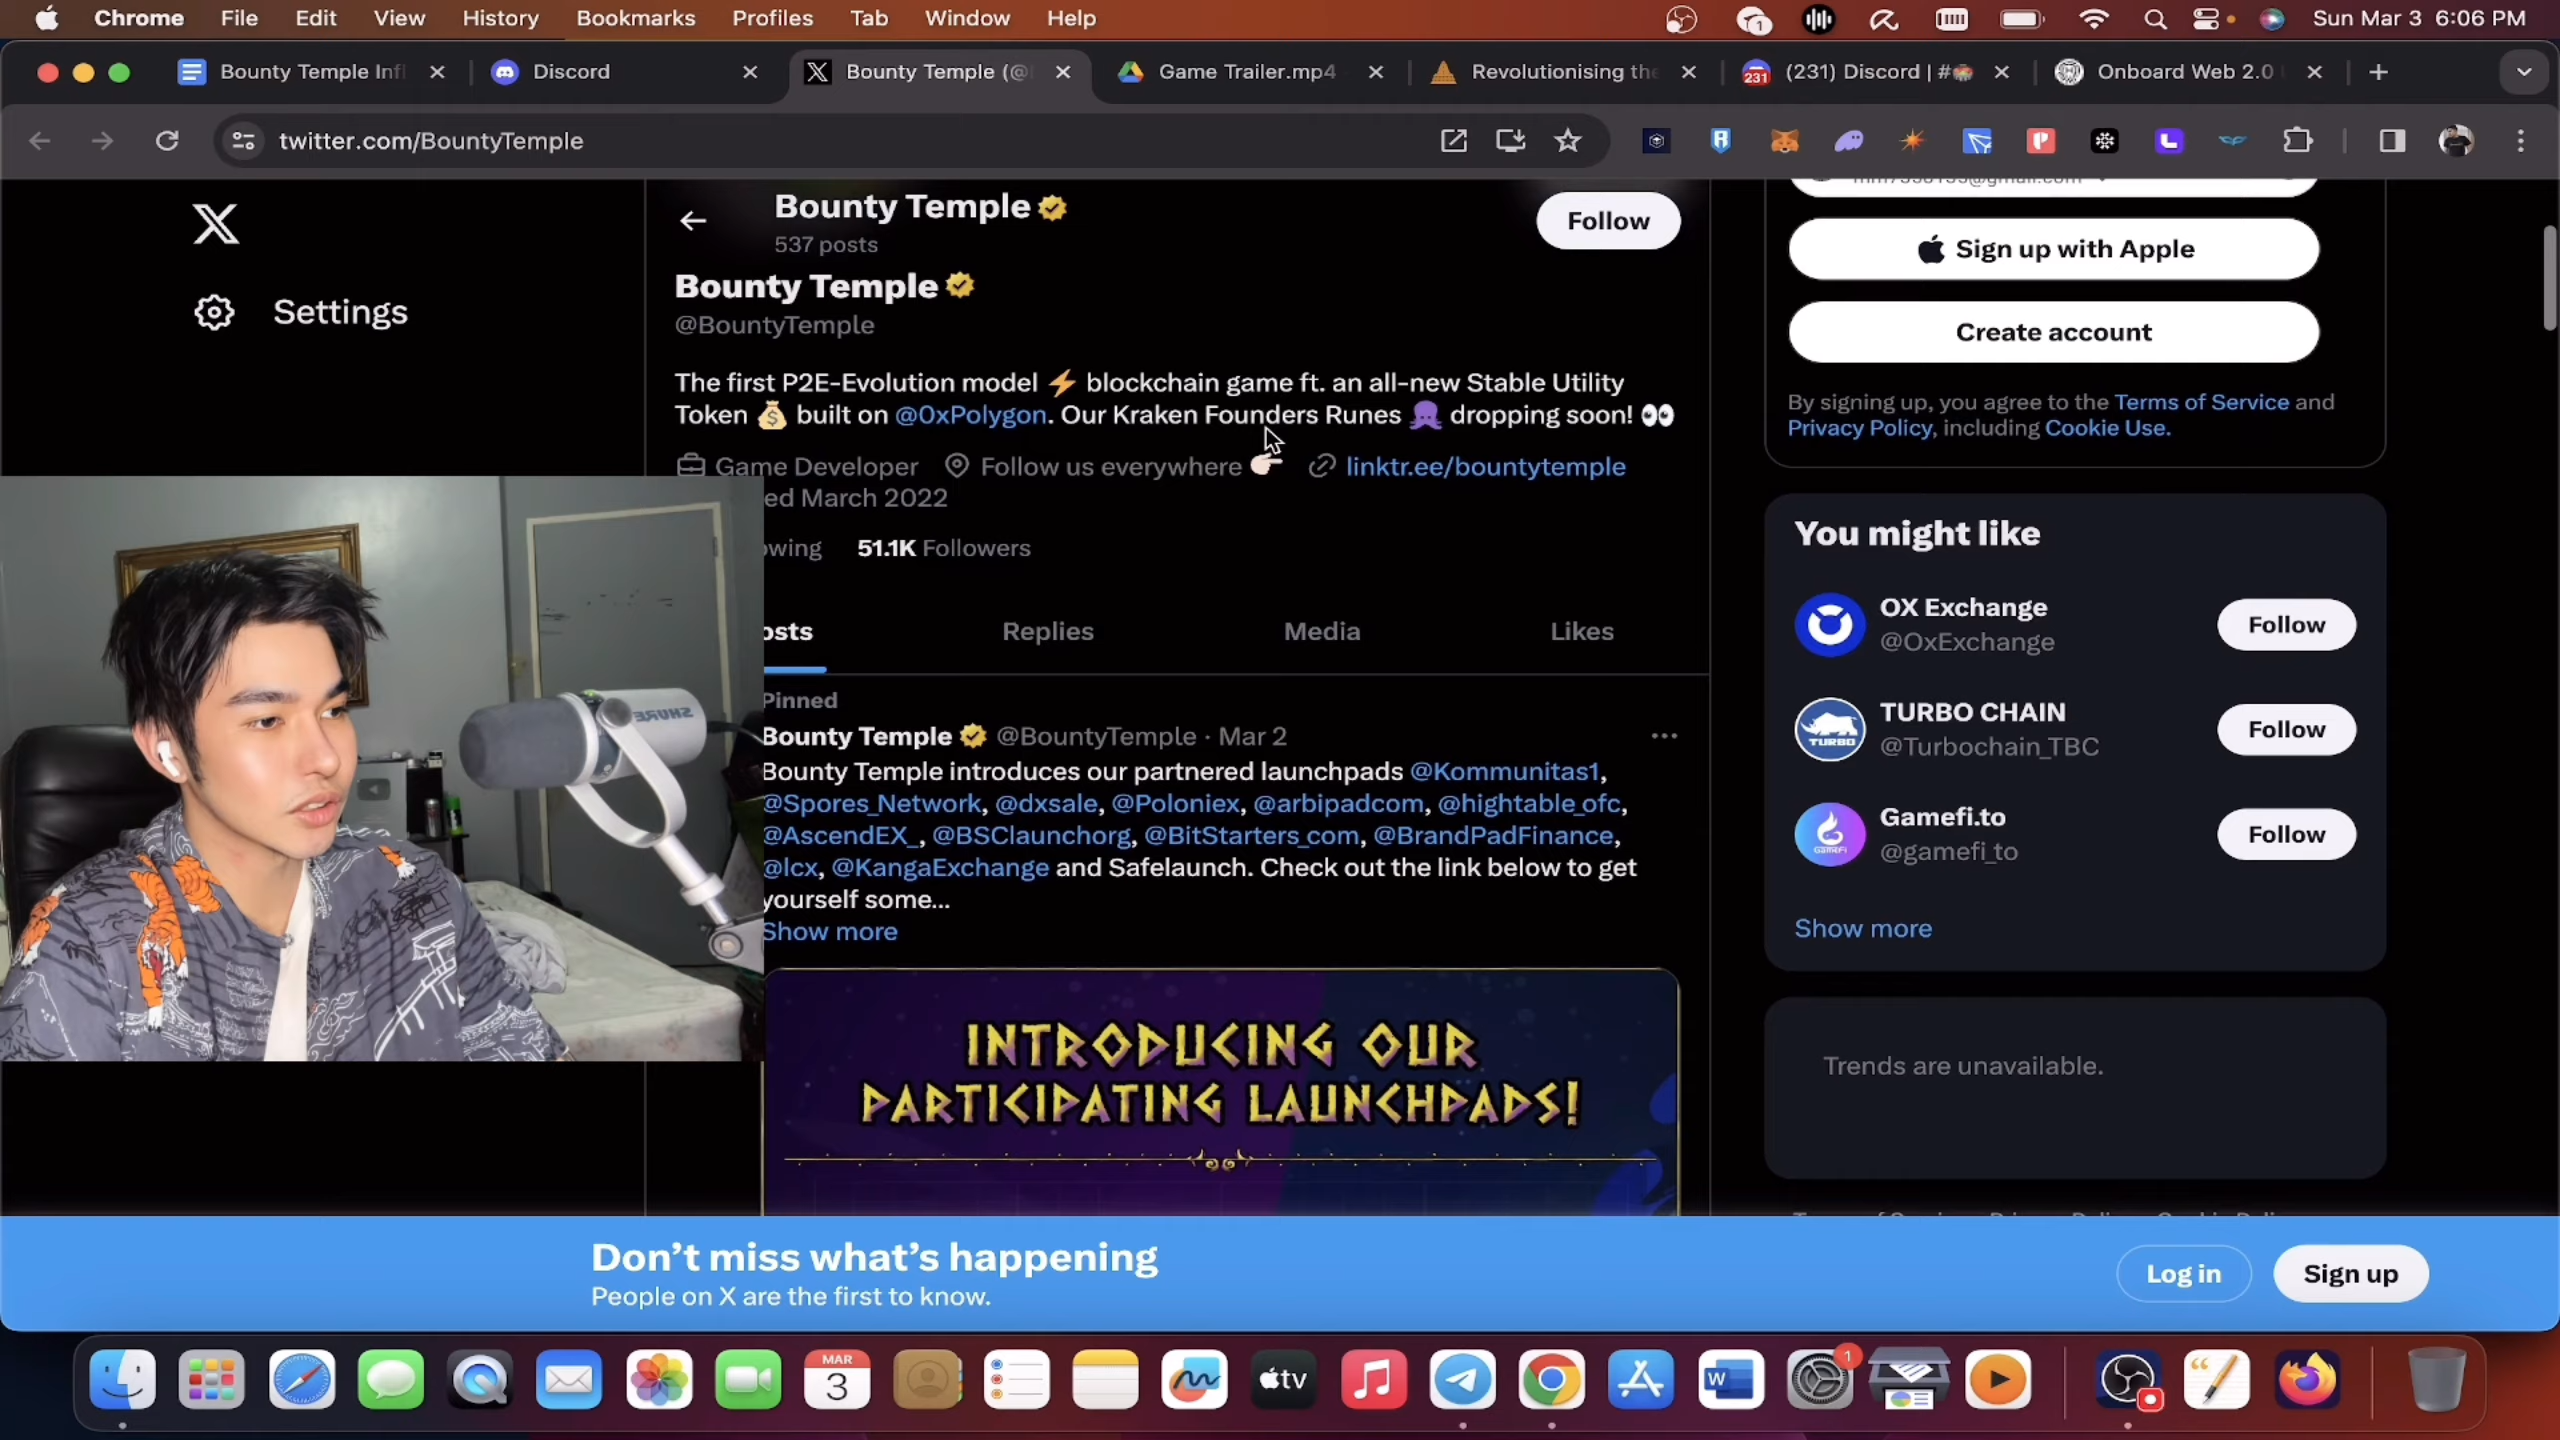 Chrome File Edit View History Bookmarks Profiles Tab Window Help Sun Mar 3 6:06 PM
Bounty Temple Infl Discord Bounty Temple (@ Game Trailer.mp4 Revolutionising the (231) Discord | # Onboard Web 2.0
twitter.com/BountyTemple
Settings
Bounty Temple
537 posts
Follow
Bounty Temple
@BountyTemple
The first P2E-Evolution model ⚡ blockchain game ft. an all-new Stable Utility
Token 💰 built on @0xPolygon. Our Kraken Founders Runes 🐙 dropping soon! 👀
Game Developer Follow us everywhere 👉🏻 linktr.ee/bountytemple
ed March 2022
owing 51.1K Followers
osts Replies Media Likes
Pinned
Bounty Temple @BountyTemple · Mar 2
Bounty Temple introduces our partnered launchpads @Kommunitas1,
@Spores_Network, @dxsale, @Poloniex, @arbipadcom, @hightable_ofc,
@AscendEX_, @BSClaunchorg, @BitStarters_com, @BrandPadFinance,
@lcx, @KangaExchange and Safelaunch. Check out the link below to get
yourself some...
Show more
INTRODUCING OUR
PARTICIPATING LAUNCHPADS!
Sign up with Apple
Create account
By signing up, you agree to the Terms of Service and
Privacy Policy, including Cookie Use.
You might like
OX Exchange
@OxExchange
Follow
TURBO CHAIN
@Turbochain_TBC
Follow
TURBO
Gamefi.to
@gamefi_to
Follow
GAMEFI
Show more
Trends are unavailable.
SHURE
Don't miss what's happening
People on X are the first to know.
Log in
Sign up
MAR
3
tv
W
1
231
1